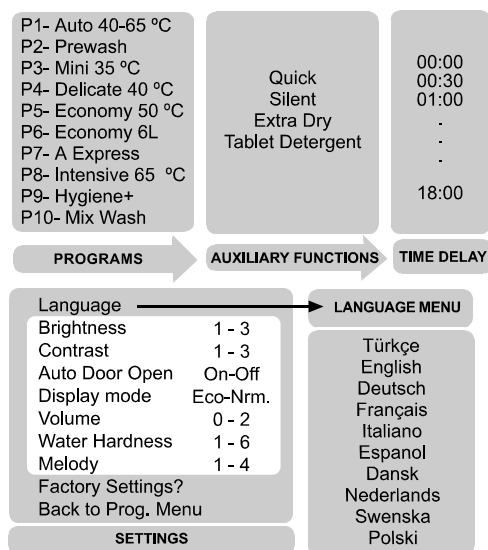 P1- Auto 40-65 ºC
P2- Prewash
P3- Mini 35 ºC
P4- Delicate 40 ºC
P5- Economy 50 ºC
P6- Economy 6L
P7- A Express
P8- Intensive 65 ºC
P9- Hygiene+
P10- Mix Wash
PROGRAMS
Quick
Silent
Extra Dry
Tablet Detergent
AUXILIARY FUNCTIONS
00:00
00:30
01:00
.
.
.
18:00
TIME DELAY
Language
Brightness 1 - 3
Contrast 1 - 3
Auto Door Open On-Off
Display mode Eco-Nrm.
Volume 0 - 2
Water Hardness 1 - 6
Melody 1 - 4
Factory Settings?
Back to Prog. Menu
SETTINGS
LANGUAGE MENU
Türkçe
English
Deutsch
Français
Italiano
Espanol
Dansk
Nederlands
Swenska
Polski